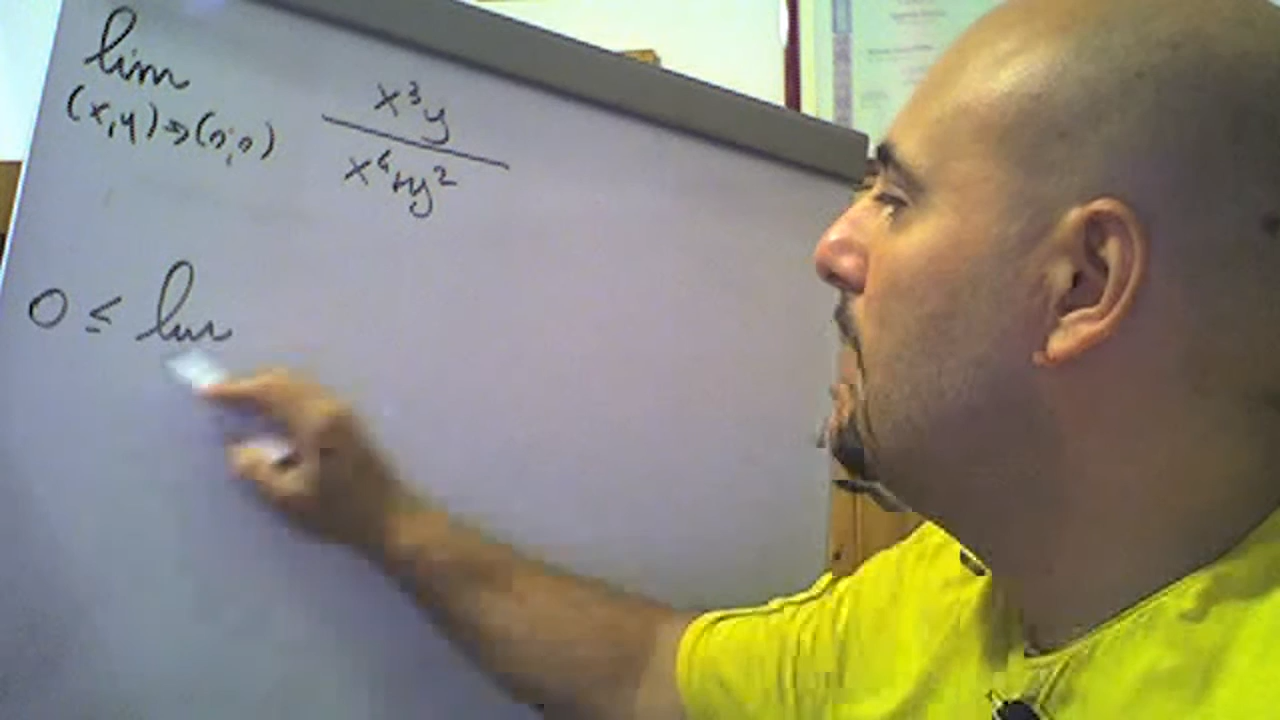 lim x³y
(x,y)→(0,0) x⁴+y²
0 ≤ lim